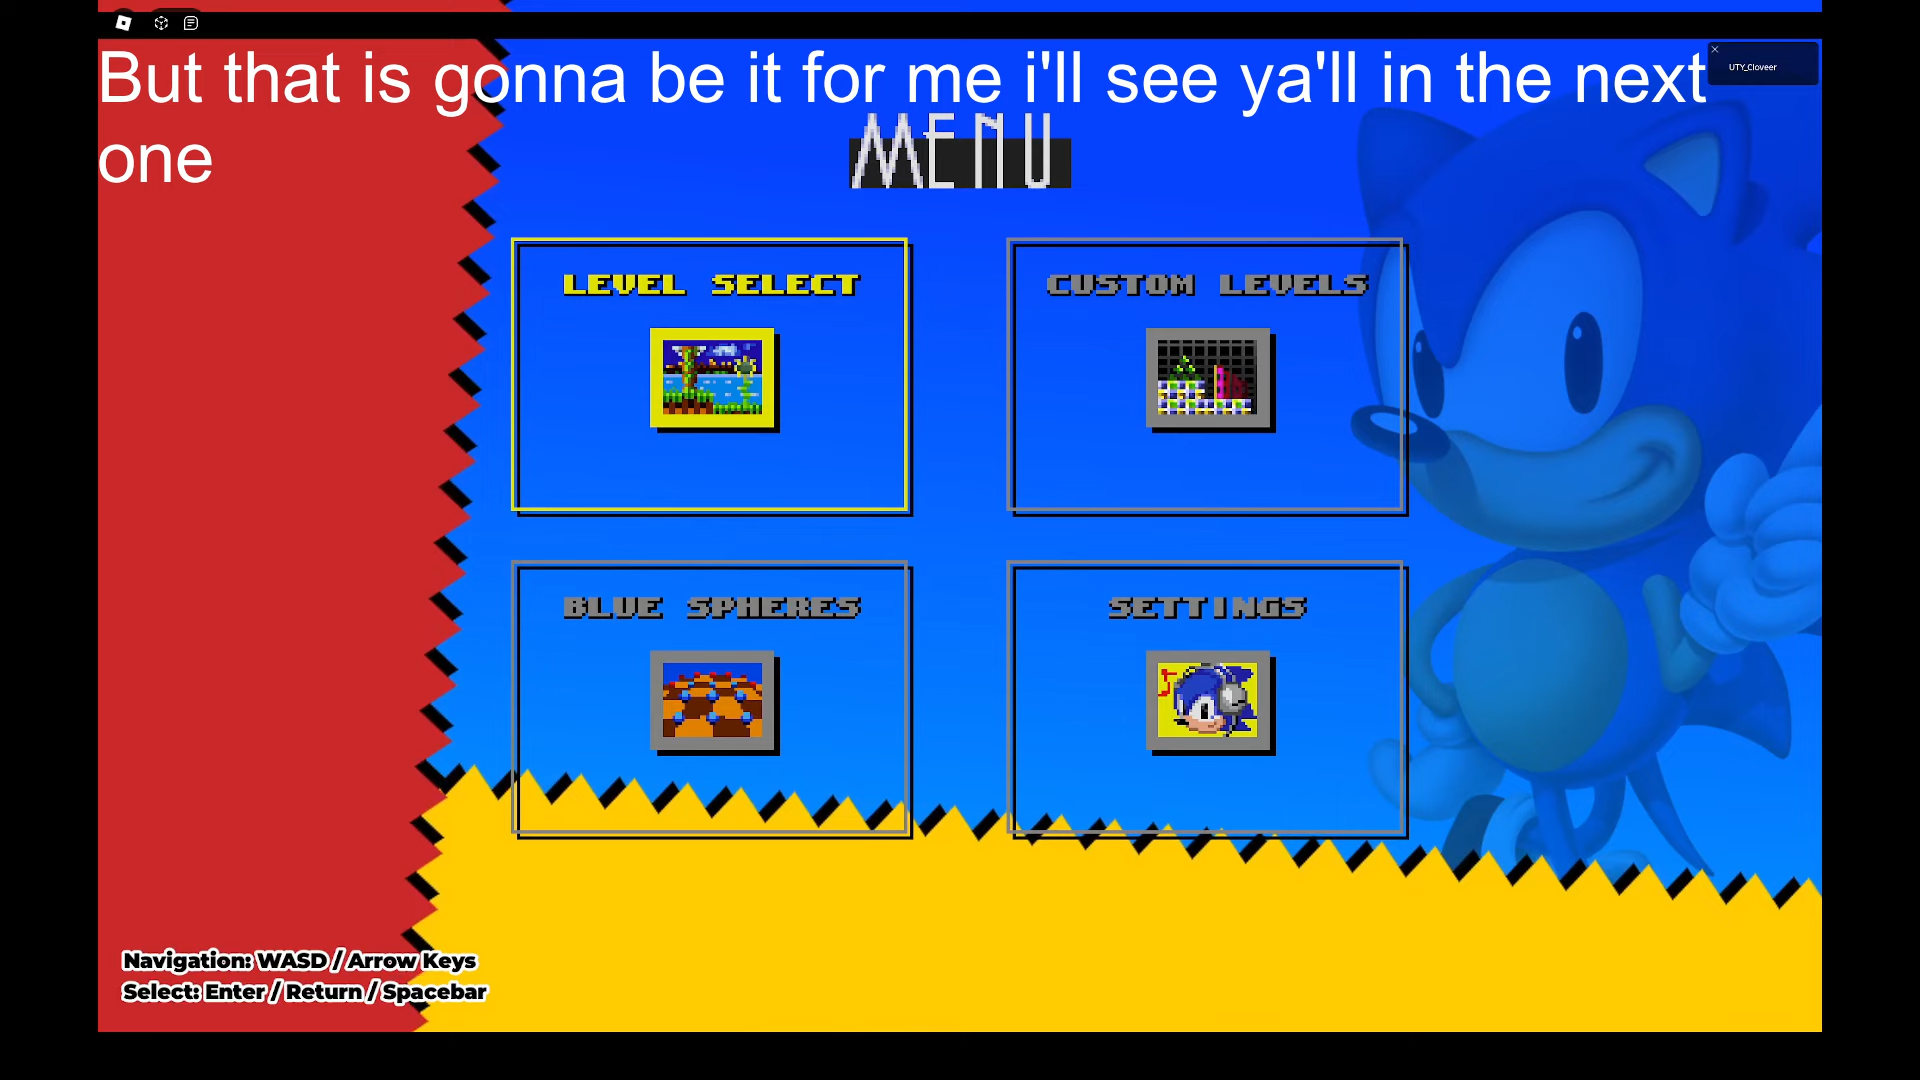 But that is gonna be it for me i'll see ya'll in the next
one
UTY_Cloveer
MENU
LEVEL SELECT
CUSTOM LEVELS
BLUE SPHERES
SETTINGS
Navigation: WASD / Arrow Keys
Select: Enter / Return / Spacebar